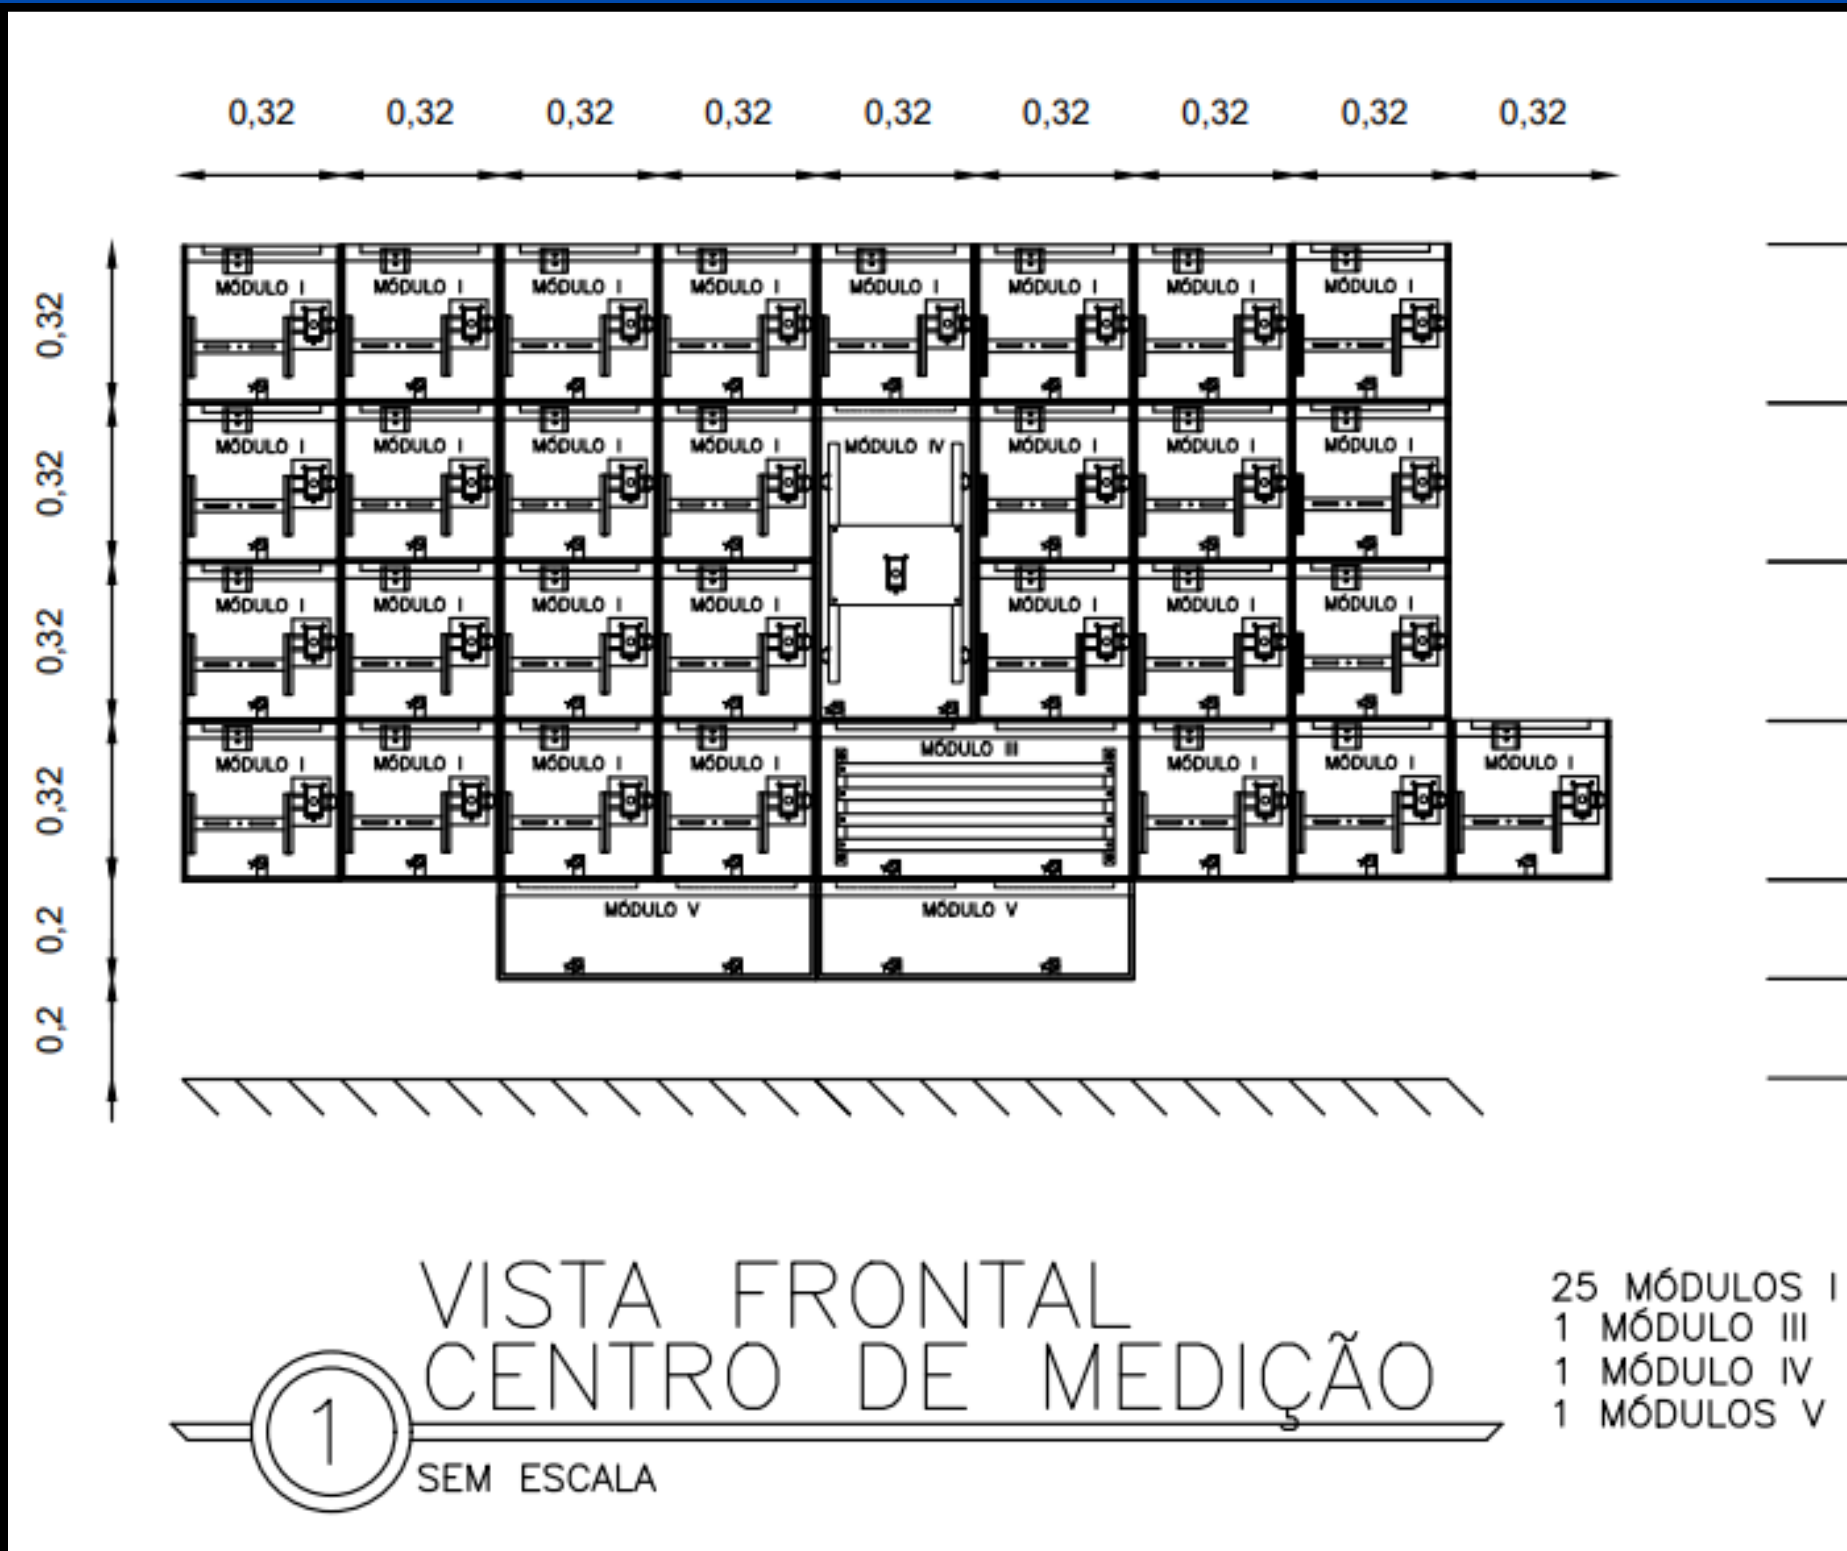 0,32 0,32 0,32 0,32 0,32 0,32 0,32 0,32 0,32
0,32
MÓDULO I MÓDULO I MÓDULO I MÓDULO I MÓDULO I MÓDULO I MÓDULO I MÓDULO I
0,32
MÓDULO I MÓDULO I MÓDULO I MÓDULO I MÓDULO IV MÓDULO I MÓDULO I MÓDULO I
0,32
MÓDULO I MÓDULO I MÓDULO I MÓDULO I MÓDULO I MÓDULO I MÓDULO I
0,32
MÓDULO I MÓDULO I MÓDULO I MÓDULO I MÓDULO III MÓDULO I MÓDULO I MÓDULO I
0,2
MÓDULO V MÓDULO V
0,2
VISTA FRONTAL
CENTRO DE MEDIÇÃO
1
SEM ESCALA
25 MÓDULOS I
1 MÓDULO III
1 MÓDULO IV
1 MÓDULOS V